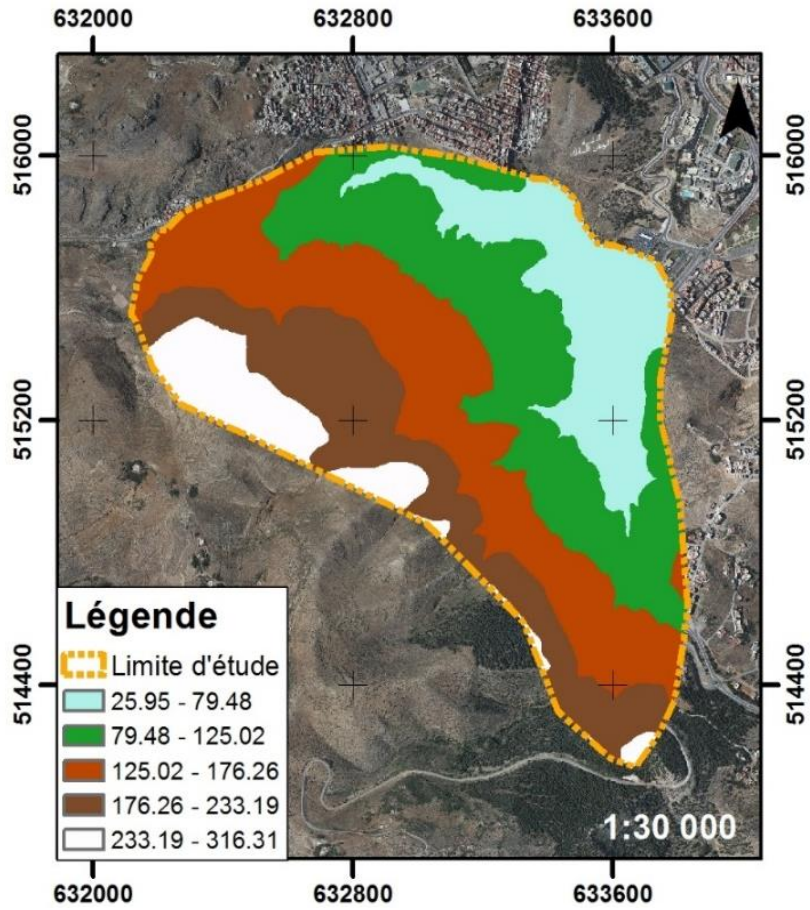 632000 632800 633600
516000 516000
515200 515200
514400 514400
Légende
Limite d'étude
25.95 - 79.48
79.48 - 125.02
125.02 - 176.26
176.26 - 233.19
233.19 - 316.31
1:30 000
632000 632800 633600